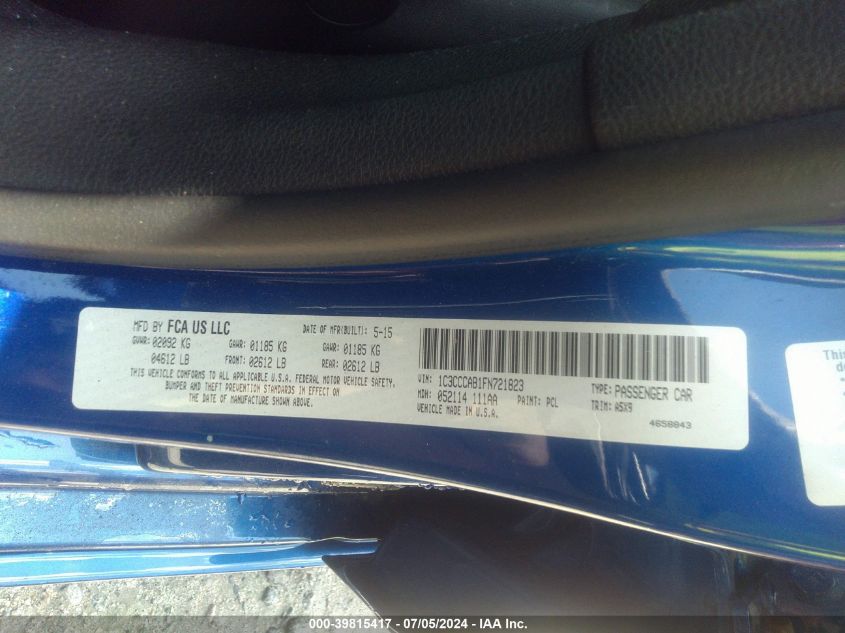 MFD BY FCA US LLC DATE OF MFR(BUILT): 5-15
GVWR: 02092 KG GAWR: 01185 KG GAWR: 01185 KG
04612 LB FRONT: 02612 LB REAR: 02612 LB
THIS VEHICLE CONFORMS TO ALL APPLICABLE U.S.A. FEDERAL MOTOR VEHICLE SAFETY,
BUMPER AND THEFT PREVENTION STANDARDS IN EFFECT ON
THE DATE OF MANUFACTURE SHOWN ABOVE.
VIN: 1C3CCCAB1FN721823 TYPE: PASSENGER CAR
MDH: 052114 111AA PAINT: PCL TRIM: A5X9
VEHICLE MADE IN U.S.A. 4658843
This
000-39815417 - 07/05/2024 - IAA Inc.